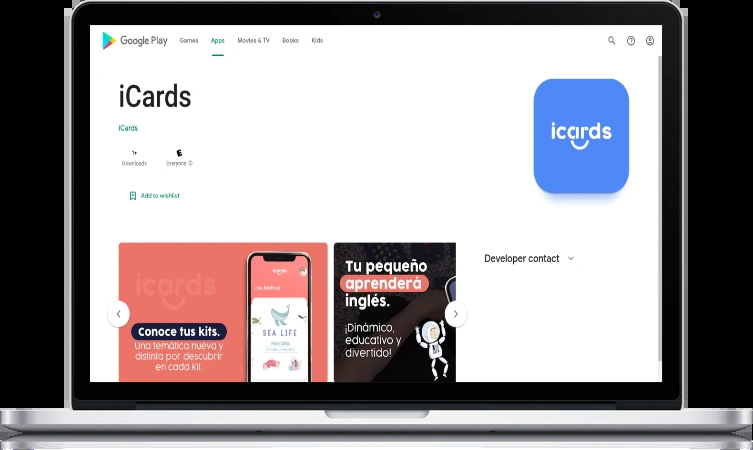 Google Play
Games
Apps
Movies & TV
Books
Kids
iCards
icards
iCards
1+
Downloads
E
Everyone
Add to wishlist
icards
Conoce tus kits.
Una temática nueva y
distinta por descubrir
en cada kit.
icards
SEA LIFE
Tu pequeño
aprenderá
inglés.
¡Dinámico,
educativo y
divertido!
Developer contact